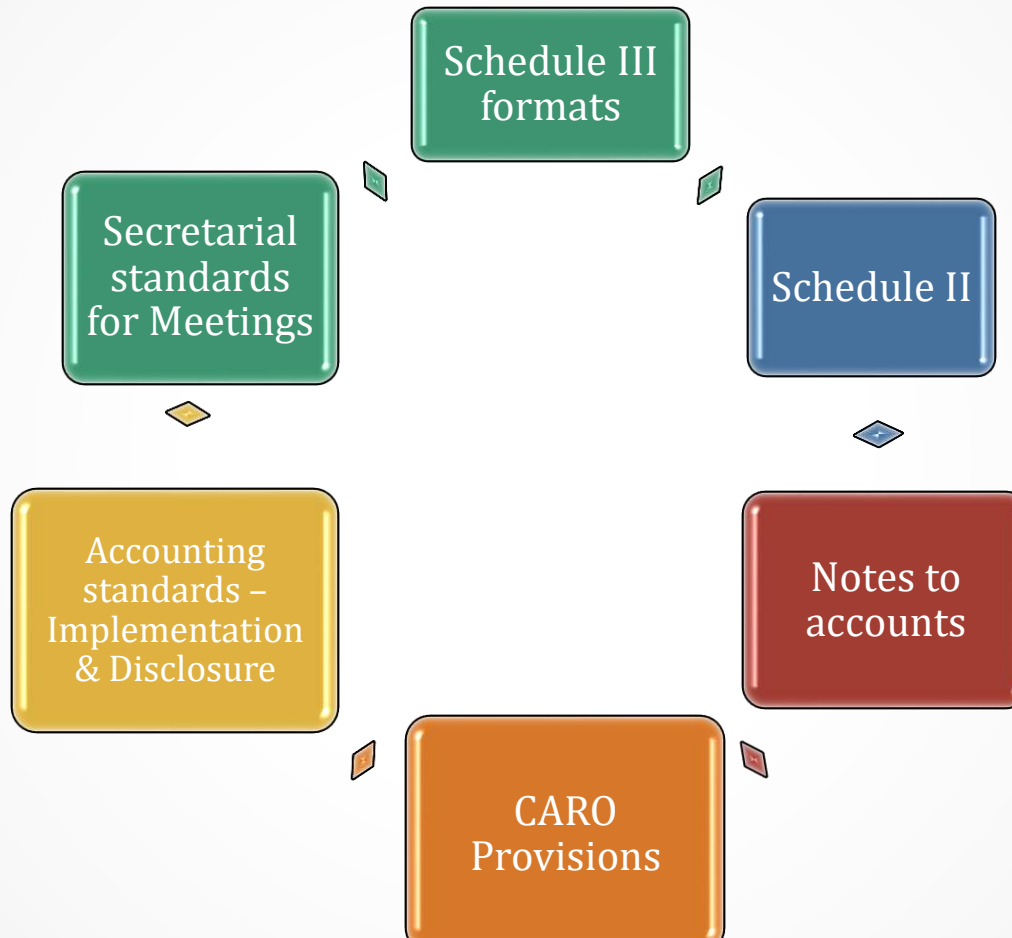 Schedule III
formats
Secretarial
standards
for Meetings
Schedule II
Accounting
standards –
Implementation
& Disclosure
Notes to
accounts
CARO
Provisions